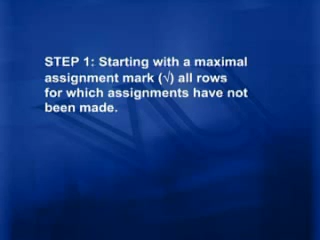 STEP 1: Starting with a maximal
assignment mark (√) all rows
for which assignments have not
been made.